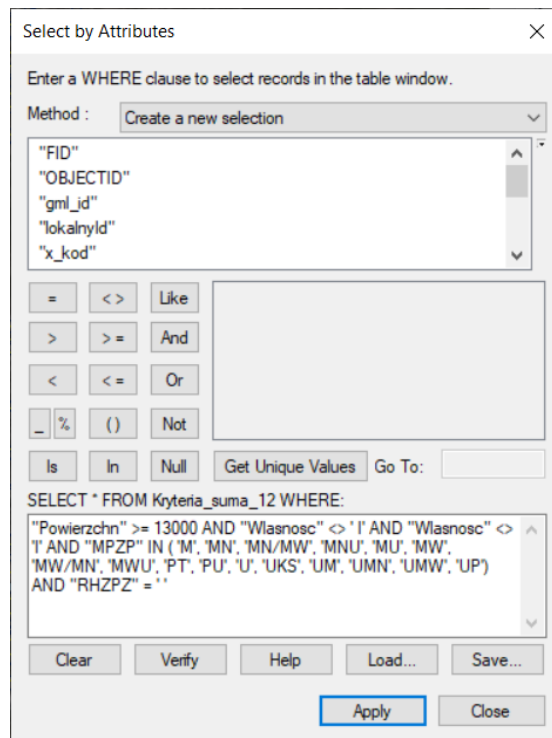 Select by Attributes
Enter a WHERE clause to select records in the table window.
Method : Create a new selection
"FID"
"OBJECTID"
"gml_id"
"lokalnyId"
"x_kod"
= < > Like
> > = And
< < = Or
_ % ( ) Not
Is In Null Get Unique Values Go To:
SELECT * FROM Kryteria_suma_12 WHERE:
"Powierzchn" >= 13000 AND "Wlasnosc" <> ' I' AND "Wlasnosc" <>
'I' AND "MPZP" IN ( 'M', 'MN', 'MN/MW', 'MNU', 'MU', 'MW',
'MW/MN', 'MWU', 'PT', 'PU', 'U', 'UKS', 'UM', 'UMN', 'UMW', 'UP')
AND "RHZPZ" = ' '
Clear Verify Help Load... Save...
Apply Close